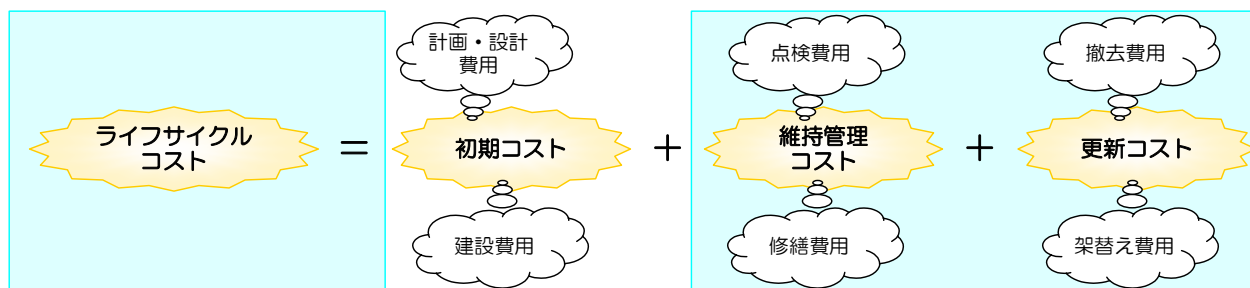 計画・設計
費用
点検費用
撤去費用
ライフサイクル
コスト
=
初期コスト
+
維持管理
コスト
+
更新コスト
建設費用
修繕費用
架替え費用